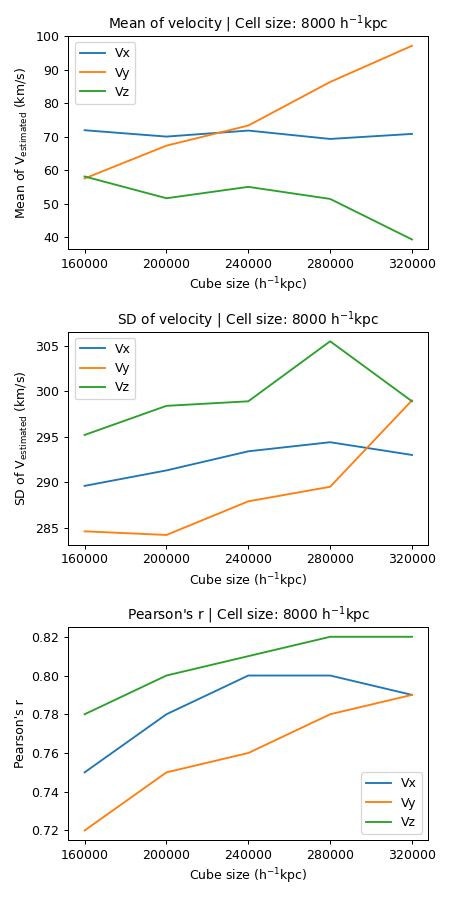 Mean of velocity | Cell size: 8000 h⁻¹kpc
Mean of V_estimated (km/s)
100
90
80
70
60
50
40
Vx
Vy
Vz
160000 200000 240000 280000 320000
Cube size (h⁻¹kpc)
SD of velocity | Cell size: 8000 h⁻¹kpc
SD of V_estimated (km/s)
305
300
295
290
285
Vx
Vy
Vz
160000 200000 240000 280000 320000
Cube size (h⁻¹kpc)
Pearson's r | Cell size: 8000 h⁻¹kpc
Pearson's r
0.82
0.80
0.78
0.76
0.74
0.72
Vx
Vy
Vz
160000 200000 240000 280000 320000
Cube size (h⁻¹kpc)